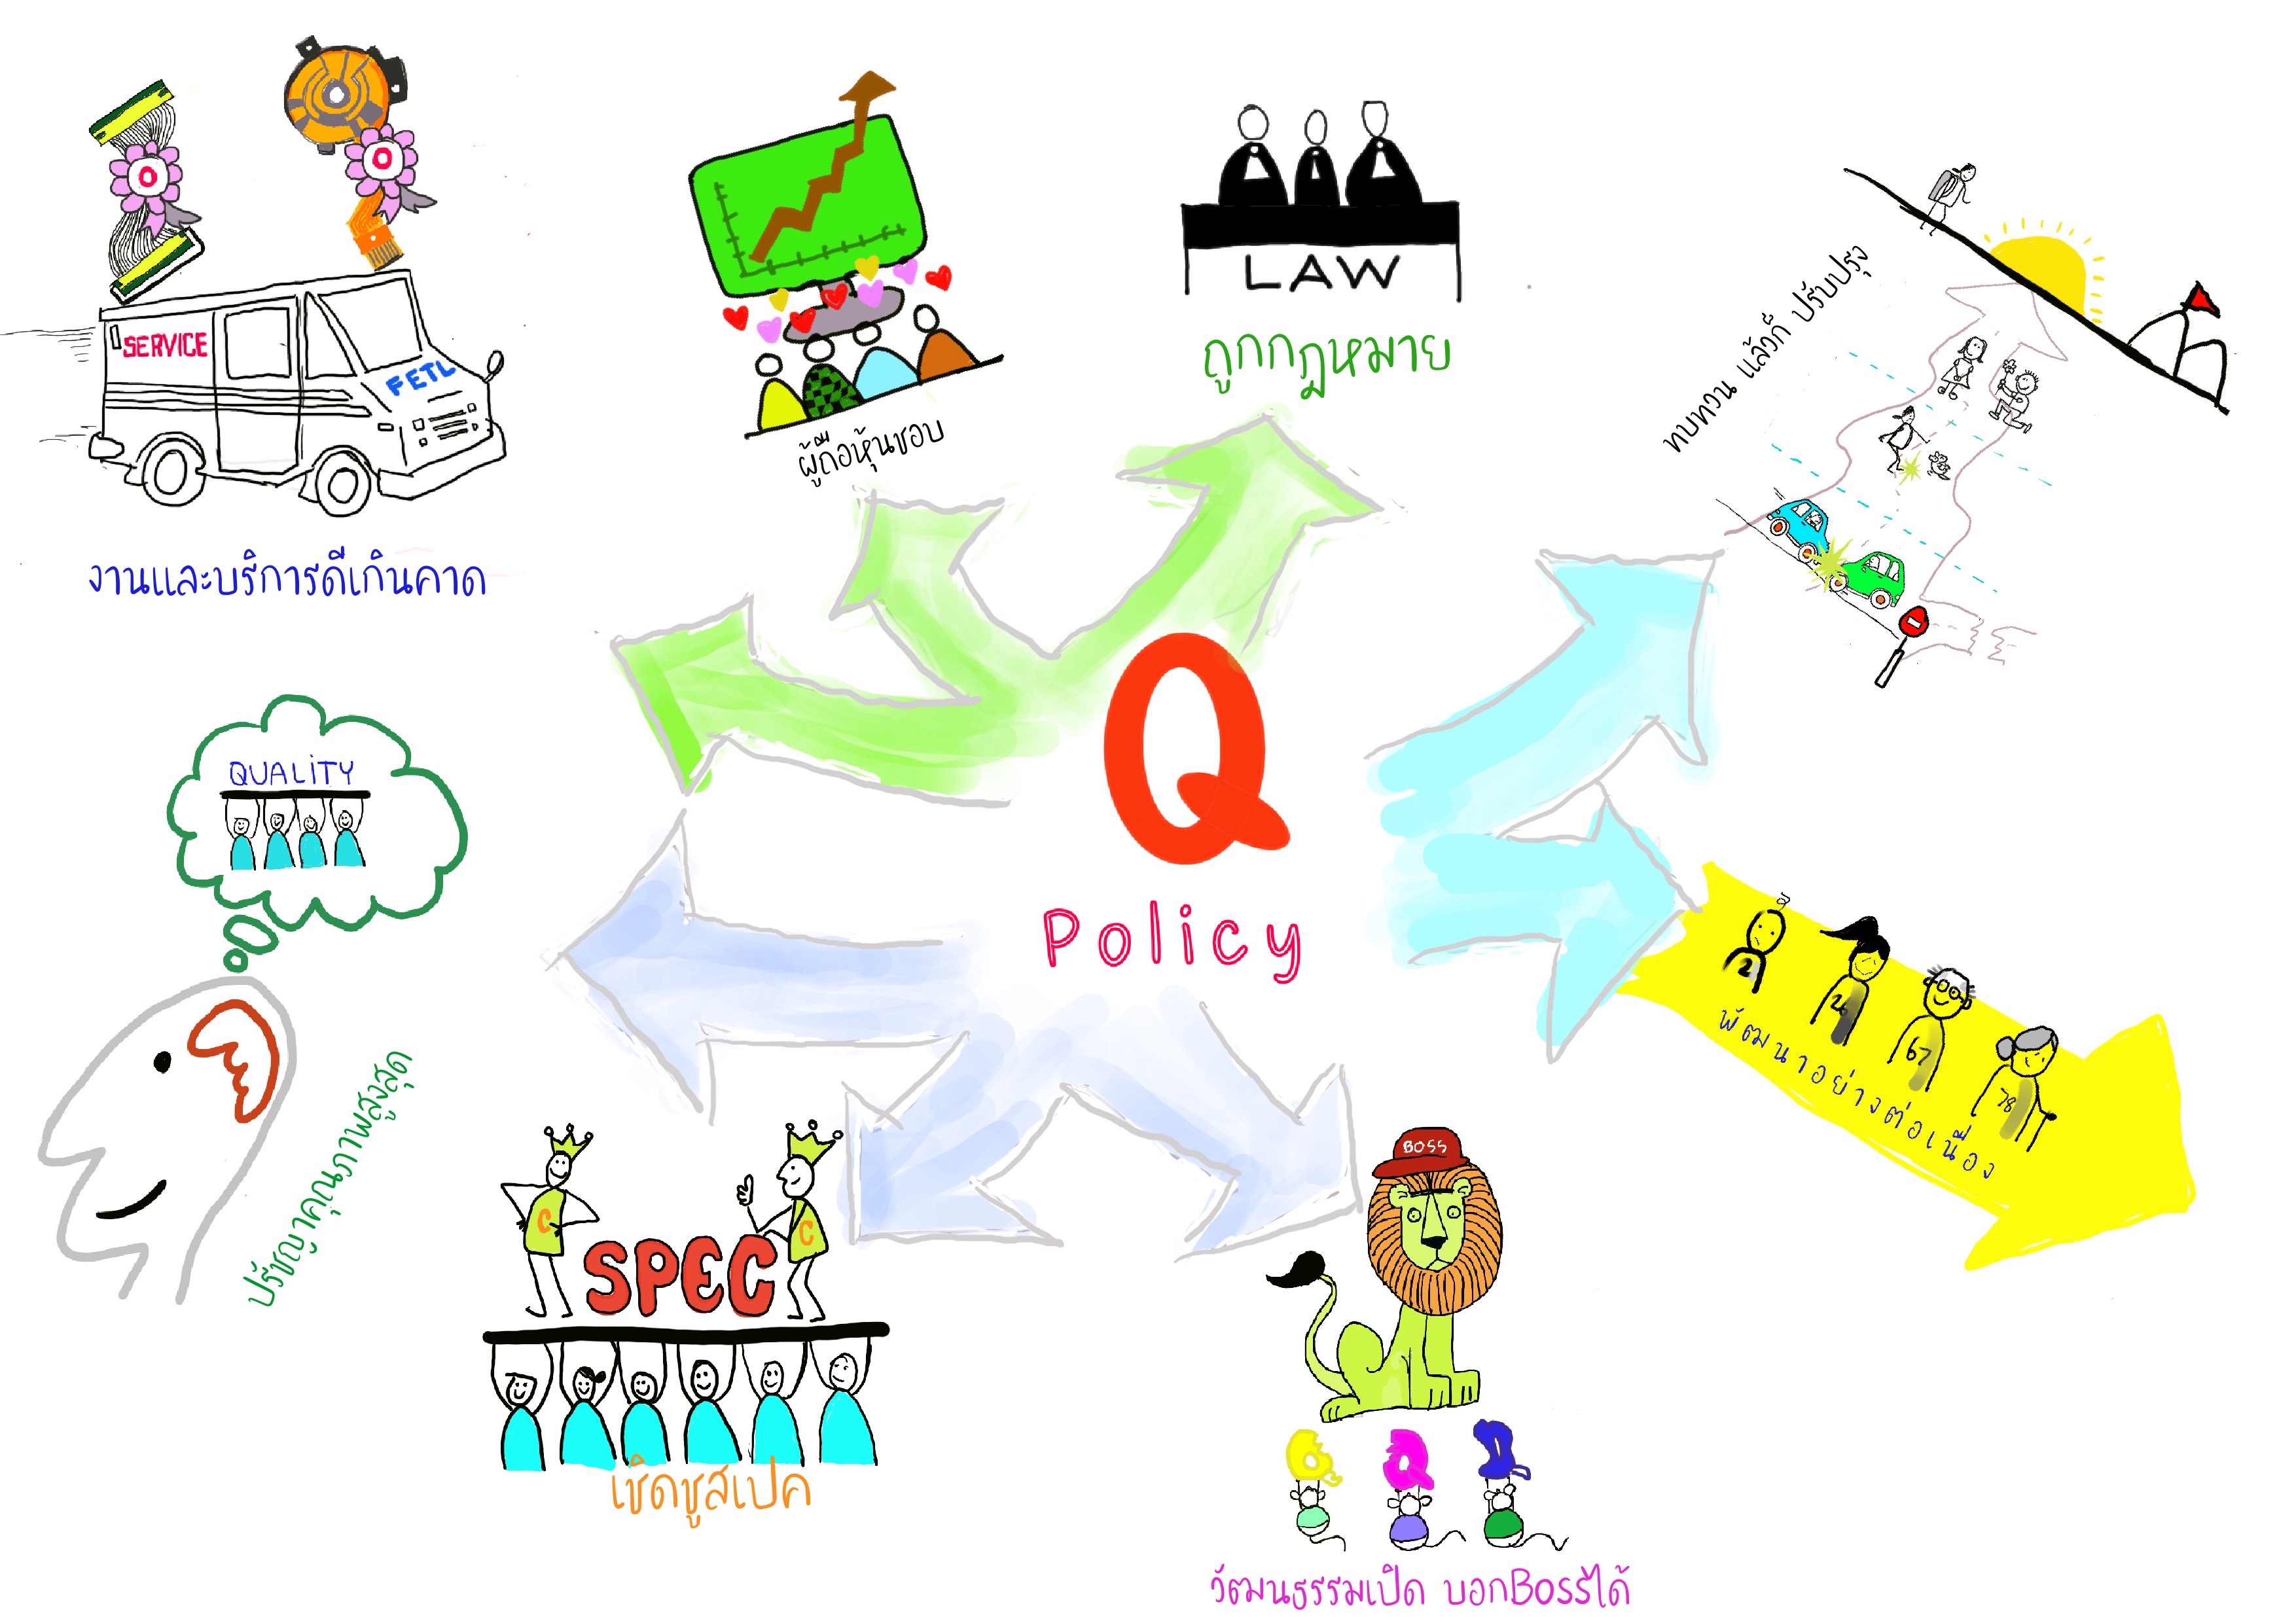 O
O
SERVICE
FETL
งานและบริการดีเกินคาด
ผู้ถือหุ้นชอบ
LAW
ถูกกฎหมาย
ทบทวน แล้วก็ ปรับปรุง
QUALiTY
ปรัชญาคุณภาพสูงสุด
Q
Policy
2
26
67
78
พัฒนาอย่างต่อเนื่อง
C
C
SPEC
เชิดชูสเปค
BOSS
Q
วัฒนธรรมเปิด บอกBossได้